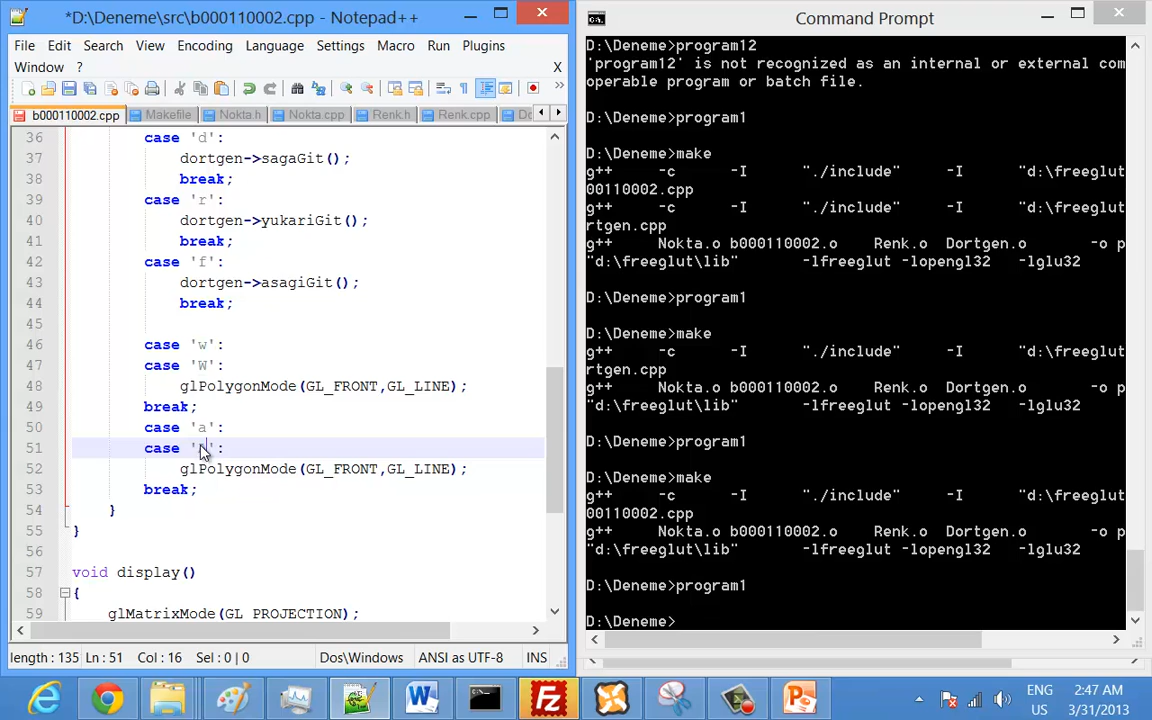 *D:\Deneme\src\b000110002.cpp - Notepad++
File Edit Search View Encoding Language Settings Macro Run Plugins
Window ? X
b000110002.cpp Makefile Nokta.h Nokta.cpp Renk.h Renk.cpp Do
36 case 'd':
37 dortgen->sagaGit();
38 break;
39 case 'r':
40 dortgen->yukariGit();
41 break;
42 case 'f':
43 dortgen->asagiGit();
44 break;
45
46 case 'w':
47 case 'W':
48 glPolygonMode(GL_FRONT,GL_LINE);
49 break;
50 case 'a':
51 case ' ':
52 glPolygonMode(GL_FRONT,GL_LINE);
53 break;
54 }
55 }
56
57 void display()
58 {
59 glMatrixMode(GL_PROJECTION);
length : 135 Ln : 51 Col : 16 Sel : 0 | 0 Dos\Windows ANSI as UTF-8 INS
Command Prompt
D:\Deneme>program12
'program12' is not recognized as an internal or external com
operable program or batch file.
D:\Deneme>program1
D:\Deneme>make
g++ -c -I "./include" -I "d:\freeglut
00110002.cpp
g++ -c -I "./include" -I "d:\freeglut
rtgen.cpp
g++ Nokta.o b000110002.o Renk.o Dortgen.o -o p
"d:\freeglut\lib" -lfreeglut -lopengl32 -lglu32
D:\Deneme>program1
D:\Deneme>make
g++ -c -I "./include" -I "d:\freeglut
rtgen.cpp
g++ Nokta.o b000110002.o Renk.o Dortgen.o -o p
"d:\freeglut\lib" -lfreeglut -lopengl32 -lglu32
D:\Deneme>program1
D:\Deneme>make
g++ -c -I "./include" -I "d:\freeglut
00110002.cpp
g++ Nokta.o b000110002.o Renk.o Dortgen.o -o p
"d:\freeglut\lib" -lfreeglut -lopengl32 -lglu32
D:\Deneme>program1
D:\Deneme>
ENG 2:47 AM
US 3/31/2013